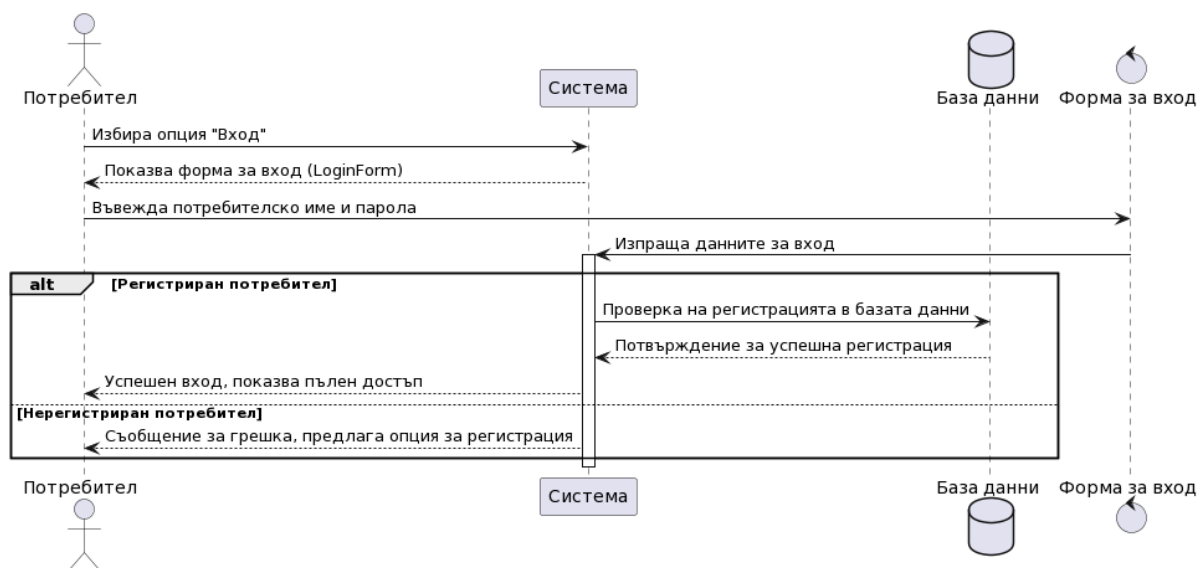 Потребител
Система
База данни
Форма за вход
Избира опция "Вход"
Показва форма за вход (LoginForm)
Въвежда потребителско име и парола
Изпраща данните за вход
alt [Регистриран потребител]
Проверка на регистрацията в базата данни
Потвърждение за успешна регистрация
Успешен вход, показва пълен достъп
[Нерегистриран потребител]
Съобщение за грешка, предлага опция за регистрация
Потребител
Система
База данни
Форма за вход